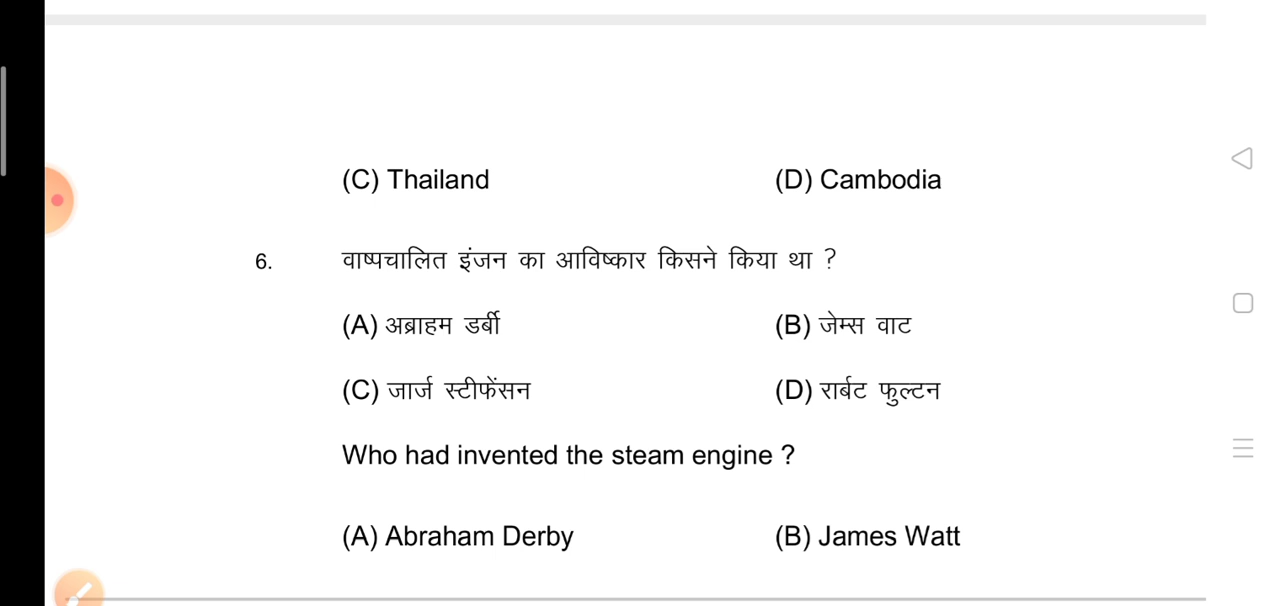 (C) Thailand (D) Cambodia
6. वाष्पचालित इंजन का आविष्कार किसने किया था ?
(A) अब्राहम डर्बी (B) जेम्स वाट
(C) जार्ज स्टीफेंसन (D) रार्बट फुल्टन
Who had invented the steam engine ?
(A) Abraham Derby (B) James Watt